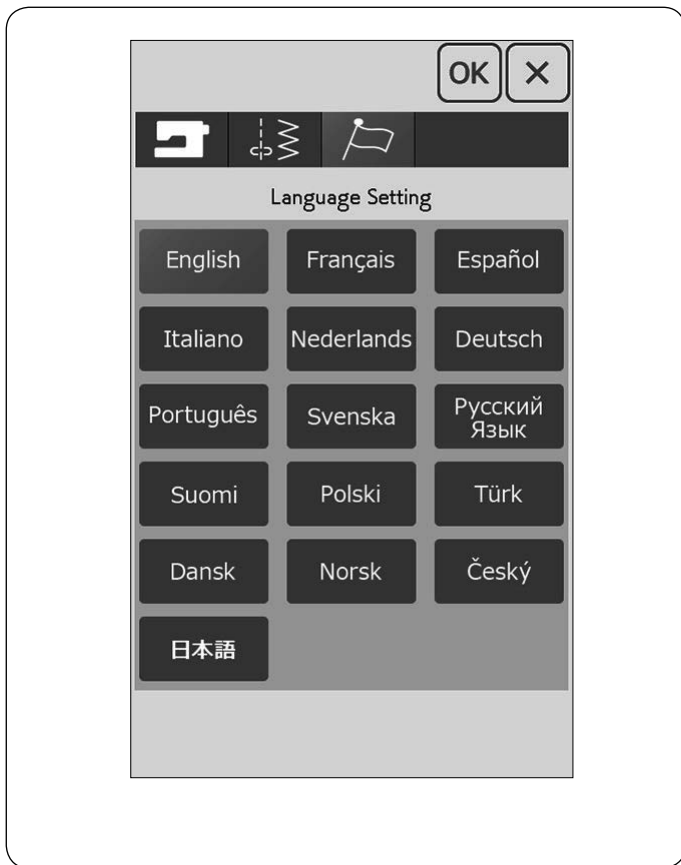 OK ×
Language Setting
English Français Español
Italiano Nederlands Deutsch
Português Svenska Русский
Язык
Suomi Polski Türk
Dansk Norsk Český
日本語